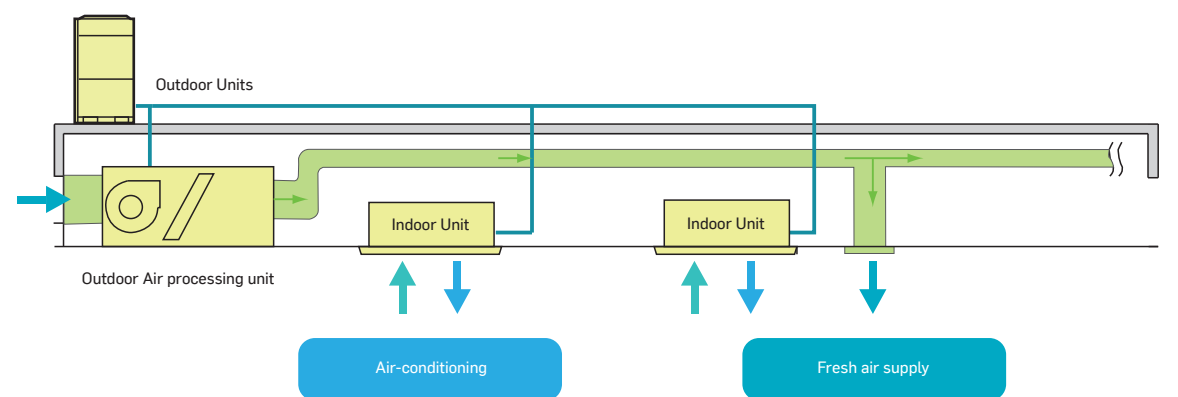 Outdoor Units
Indoor Unit
Indoor Unit
Outdoor Air processing unit
Air-conditioning
Fresh air supply